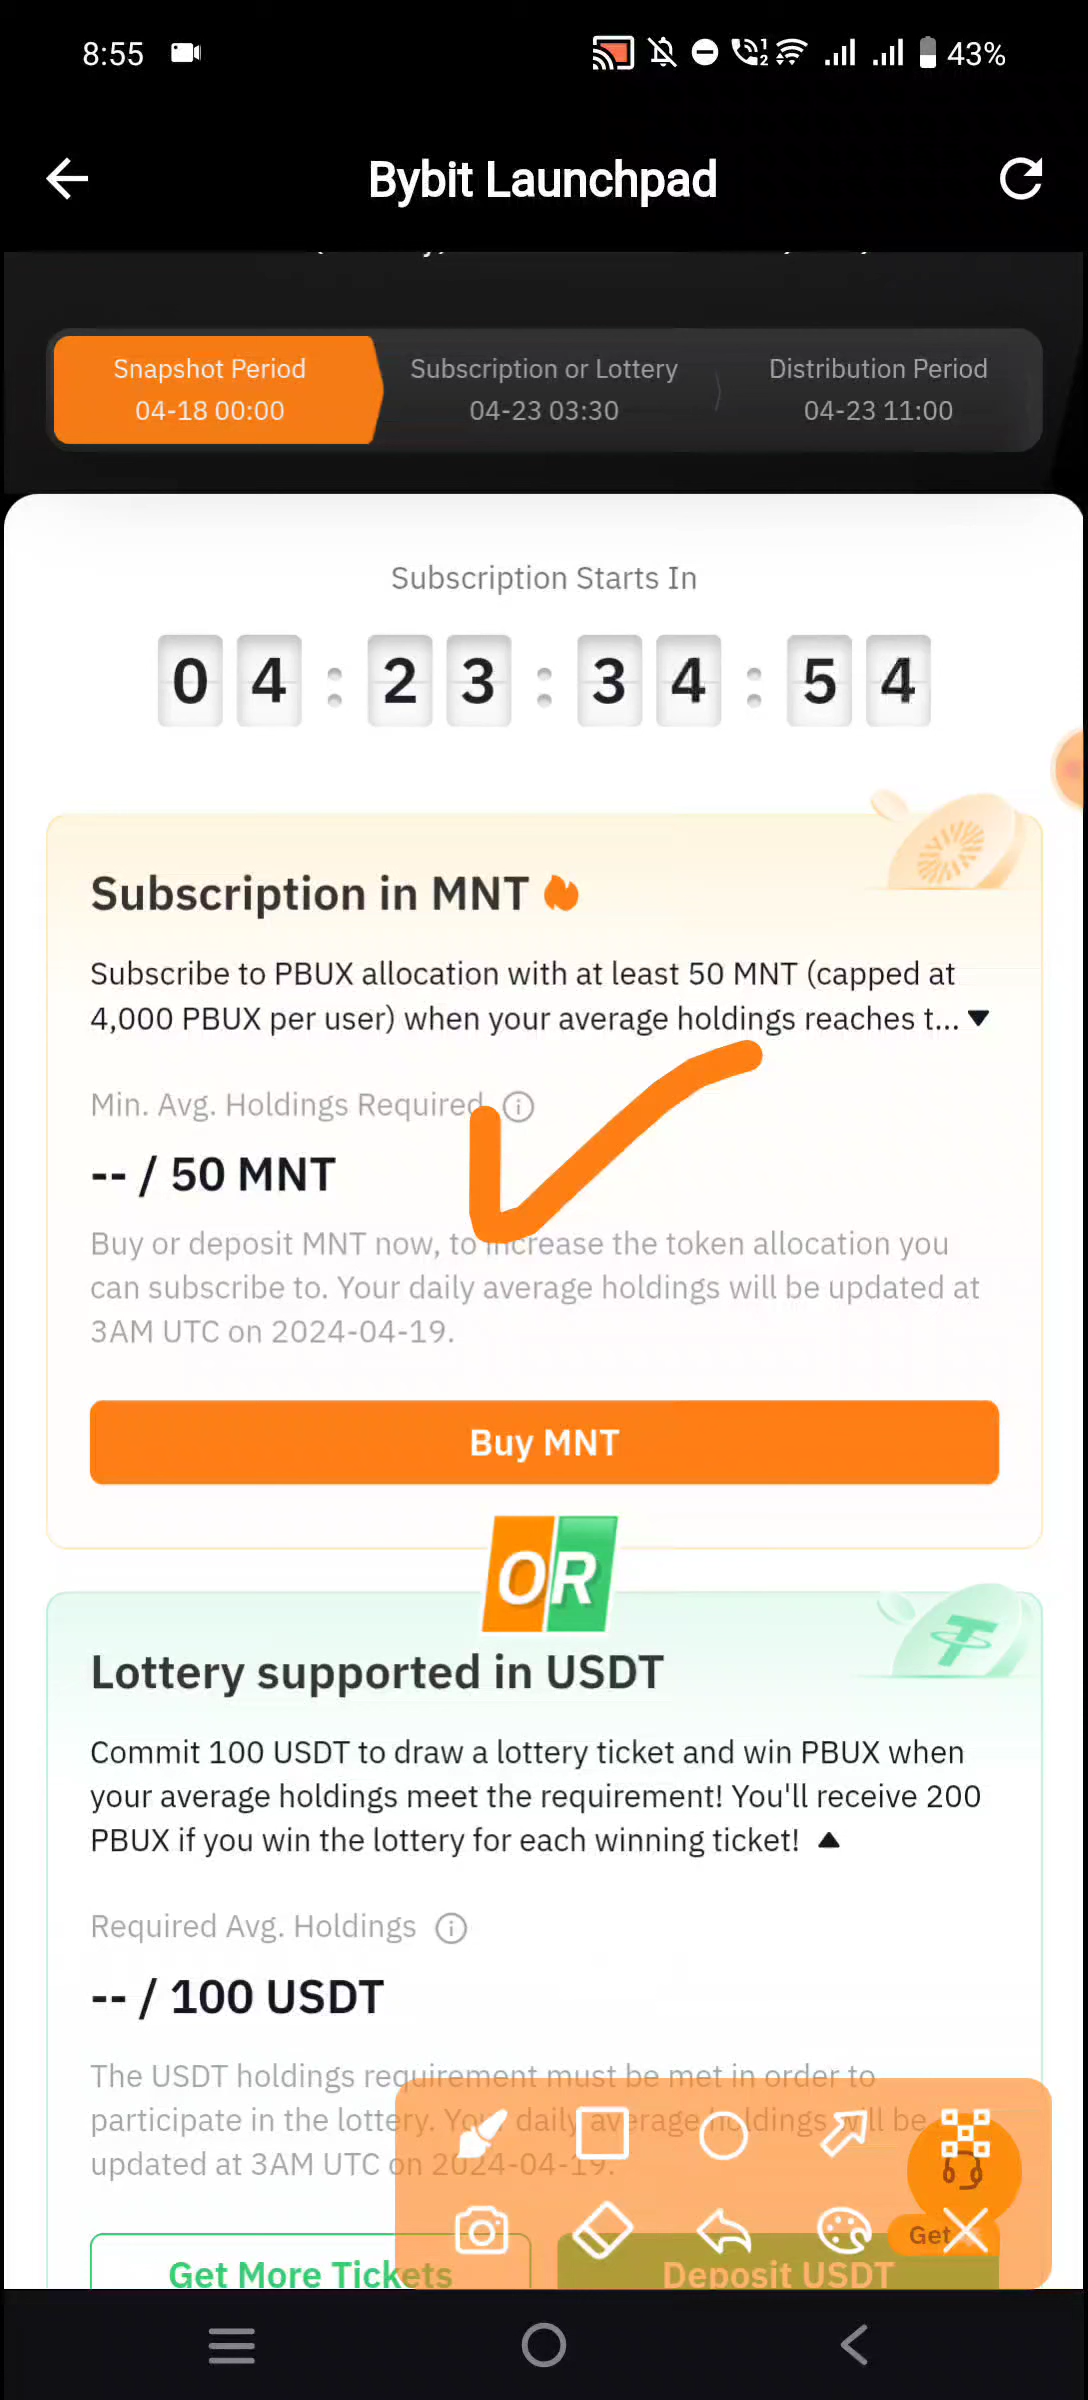 8:55
43%
Bybit Launchpad
Snapshot Period
04-18 00:00
Subscription or Lottery
04-23 03:30
Distribution Period
04-23 11:00
Subscription Starts In
04 : 23 : 34 : 54
Subscription in MNT
Subscribe to PBUX allocation with at least 50 MNT (capped at
4,000 PBUX per user) when your average holdings reaches t...
Min. Avg. Holdings Required
-- / 50 MNT
Buy or deposit MNT now, to increase the token allocation you
can subscribe to. Your daily average holdings will be updated at
3AM UTC on 2024-04-19.
Buy MNT
OR
Lottery supported in USDT
Commit 100 USDT to draw a lottery ticket and win PBUX when
your average holdings meet the requirement! You'll receive 200
PBUX if you win the lottery for each winning ticket!
Required Avg. Holdings
-- / 100 USDT
The USDT holdings requirement must be met in order to
participate in the lottery. Your daily average holdings will be
updated at 3AM UTC on 2024-04-19.
Get
Get More Tickets
Deposit USDT